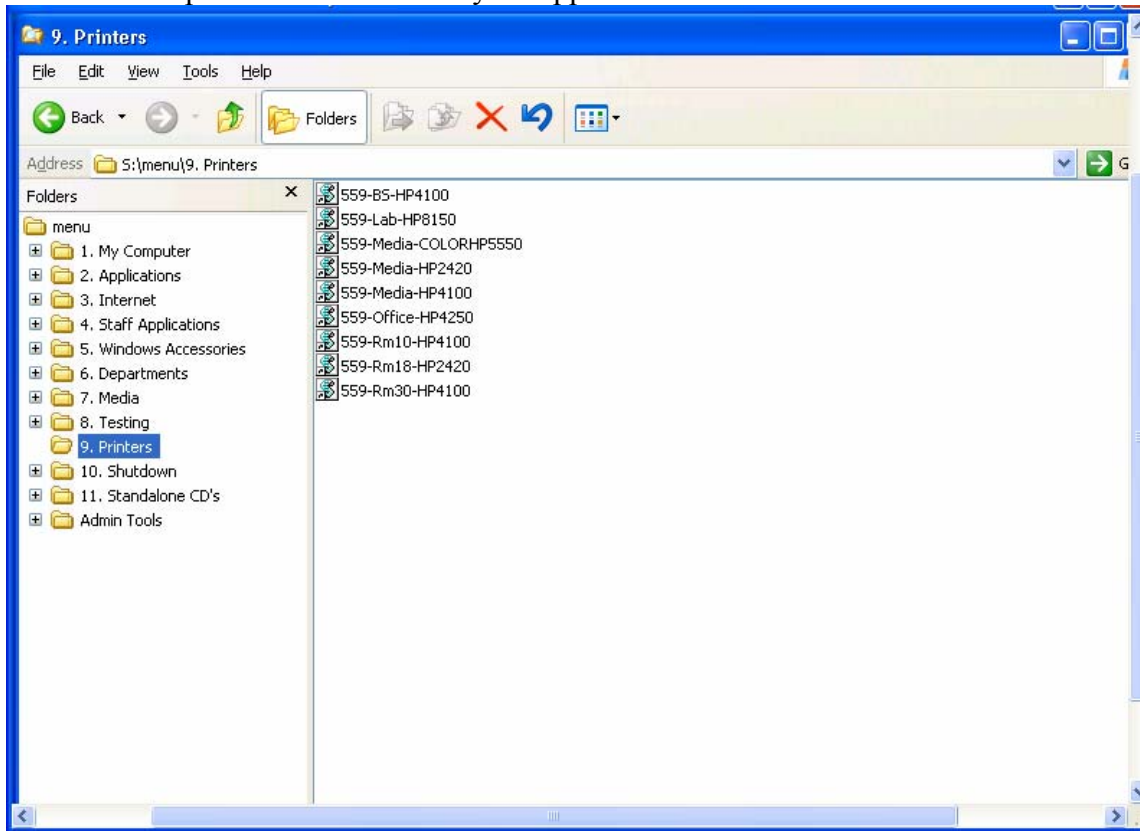 9. Printers
File Edit View Tools Help
Back Folders
Address S:\menu\9. Printers G
Folders
menu
1. My Computer
2. Applications
3. Internet
4. Staff Applications
5. Windows Accessories
6. Departments
7. Media
8. Testing
9. Printers
10. Shutdown
11. Standalone CD's
Admin Tools
559-BS-HP4100
559-Lab-HP8150
559-Media-COLORHP5550
559-Media-HP2420
559-Media-HP4100
559-Office-HP4250
559-Rm10-HP4100
559-Rm18-HP2420
559-Rm30-HP4100